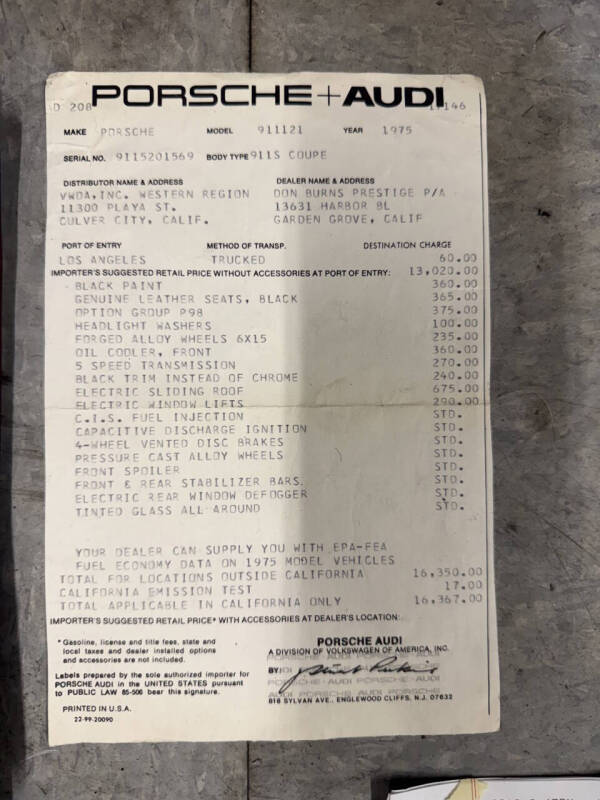 PORSCHE+AUDI
D 208 146
MAKE PORSCHE MODEL 911121 YEAR 1975
SERIAL NO. 9115201569 BODY TYPE 911S COUPE
DISTRIBUTOR NAME & ADDRESS DEALER NAME & ADDRESS
VWOA,INC. WESTERN REGION DON BURNS PRESTIGE P/A
11300 PLAYA ST. 13631 HARBOR BL
CULVER CITY, CALIF. GARDEN GROVE, CALIF
PORT OF ENTRY METHOD OF TRANSP. DESTINATION CHARGE
LOS ANGELES TRUCKED 60.00
IMPORTER'S SUGGESTED RETAIL PRICE WITHOUT ACCESSORIES AT PORT OF ENTRY: 13,020.00
BLACK PAINT 360.00
GENUINE LEATHER SEATS, BLACK 365.00
OPTION GROUP P98 375.00
HEADLIGHT WASHERS 100.00
FORGED ALLOY WHEELS 6X15 235.00
OIL COOLER, FRONT 360.00
5 SPEED TRANSMISSION 270.00
BLACK TRIM INSTEAD OF CHROME 240.00
ELECTRIC SLIDING ROOF 675.00
ELECTRIC WINDOW LIFTS 290.00
C.I.S. FUEL INJECTION STD.
CAPACITIVE DISCHARGE IGNITION STD.
4-WHEEL VENTED DISC BRAKES STD.
PRESSURE CAST ALLOY WHEELS STD.
FRONT SPOILER STD.
FRONT & REAR STABILIZER BARS. STD.
ELECTRIC REAR WINDOW DEFOGGER STD.
TINTED GLASS ALL AROUND STD.
YOUR DEALER CAN SUPPLY YOU WITH EPA-FEA
FUEL ECONOMY DATA ON 1975 MODEL VEHICLES
TOTAL FOR LOCATIONS OUTSIDE CALIFORNIA 16,350.00
CALIFORNIA EMISSION TEST 17.00
TOTAL APPLICABLE IN CALIFORNIA ONLY 16,367.00
IMPORTER'S SUGGESTED RETAIL PRICE* WITH ACCESSORIES AT DEALER'S LOCATION:
* Gasoline, license and title fees, state and
local taxes and dealer installed options
and accessories are not included.
Labels prepared by the sole authorized importer for
PORSCHE AUDI in the UNITED STATES pursuant
to PUBLIC LAW 85-506 bear this signature.
PRINTED IN U.S.A.
22-99-20090
PORSCHE AUDI
A DIVISION OF VOLKSWAGEN OF AMERICA, INC.
BY:
PORSCHE AUDI PORSCHE AUDI
818 SYLVAN AVE., ENGLEWOOD CLIFFS, N.J. 07632